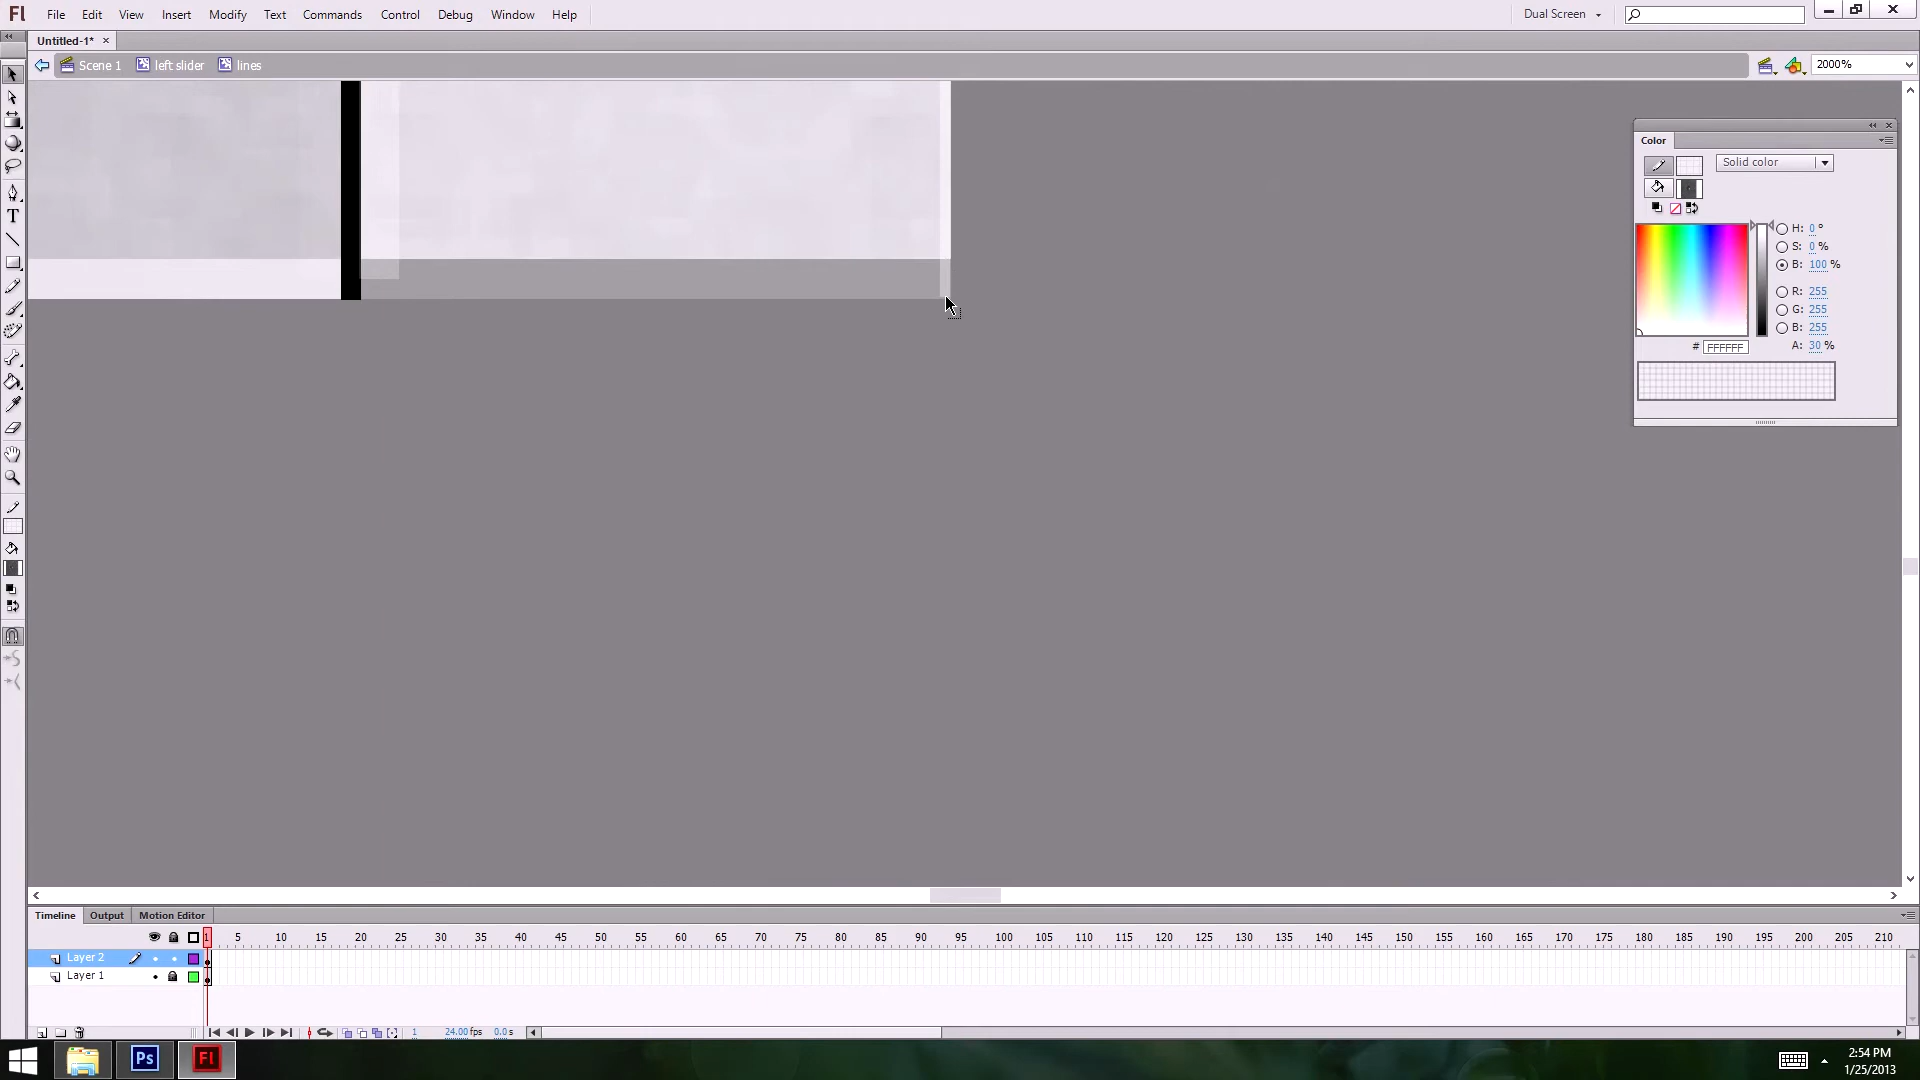 Fl File Edit View Insert Modify Text Commands Control Debug Window Help Dual Screen
Untitled-1* ×
Scene 1 left slider lines 2000%
Color
Solid color
H: 0 °
S: 0 %
B: 100 %
R: 255
G: 255
B: 255
# FFFFFF A: 30 %
T
Timeline Output Motion Editor
1 5 10 15 20 25 30 35 40 45 50 55 60 65 70 75 80 85 90 95 100 105 110 115 120 125 130 135 140 145 150 155 160 165 170 175 180 185 190 195 200 205 210
Layer 2
Layer 1
1 24.00 fps 0.0 s
Ps Fl 2:54 PM
1/25/2013